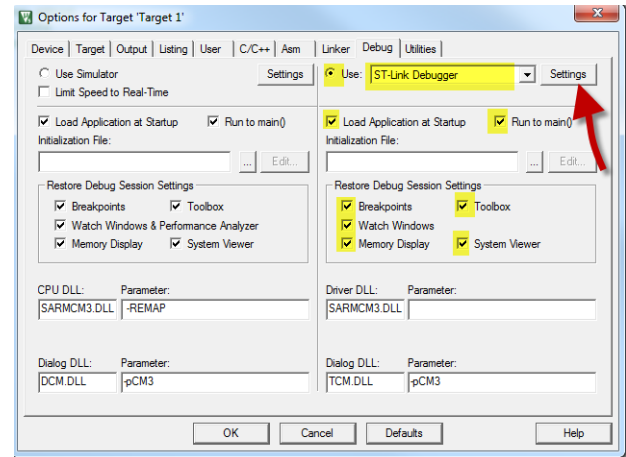 Options for Target 'Target 1'
Device Target Output Listing User C/C++ Asm Linker Debug Utilities
Use Simulator Settings
Limit Speed to Real-Time
Use: ST-Link Debugger Settings
Load Application at Startup Run to main()
Initialization File:
... Edit...
Load Application at Startup Run to main()
Initialization File:
... Edit...
Restore Debug Session Settings
Breakpoints Toolbox
Watch Windows & Performance Analyzer
Memory Display System Viewer
Restore Debug Session Settings
Breakpoints Toolbox
Watch Windows
Memory Display System Viewer
CPU DLL: Parameter:
SARMCM3.DLL -REMAP
Driver DLL: Parameter:
SARMCM3.DLL
Dialog DLL: Parameter:
DCM.DLL -pCM3
Dialog DLL: Parameter:
TCM.DLL -pCM3
OK Cancel Defaults Help